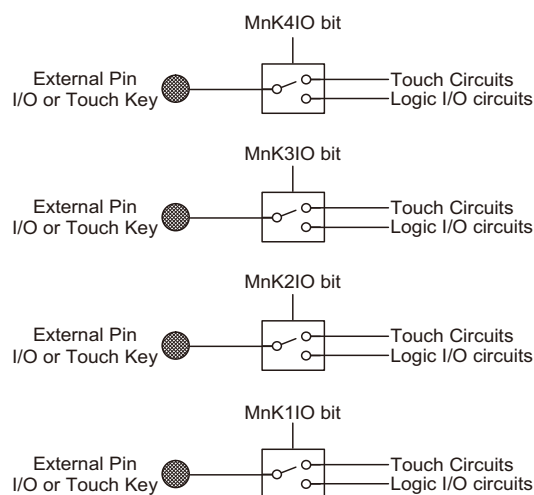 MnK4IO bit
External Pin
I/O or Touch Key
Touch Circuits
Logic I/O circuits
MnK3IO bit
External Pin
I/O or Touch Key
Touch Circuits
Logic I/O circuits
MnK2IO bit
External Pin
I/O or Touch Key
Touch Circuits
Logic I/O circuits
MnK1IO bit
External Pin
I/O or Touch Key
Touch Circuits
Logic I/O circuits